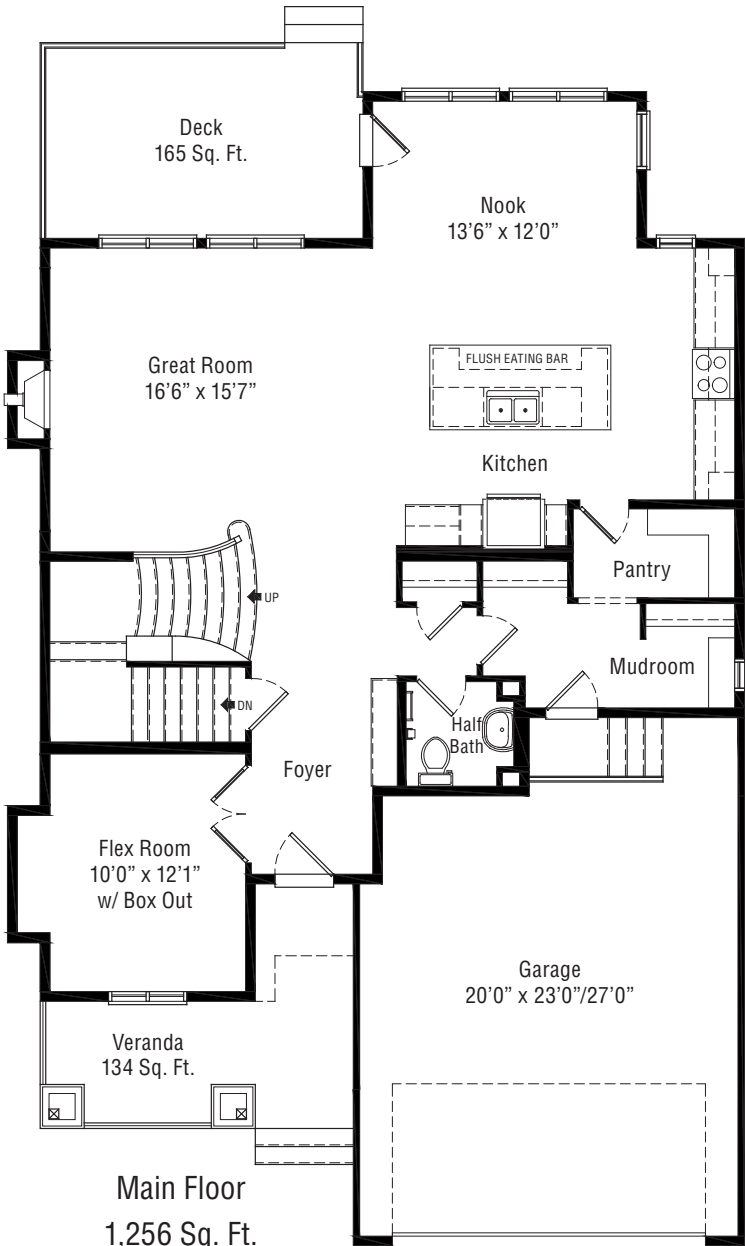 Deck
165 Sq. Ft.
Nook
13’6” x 12’0”
Great Room
16’6” x 15’7”
FLUSH EATING BAR
Kitchen
Pantry
UP
Mudroom
DN
Half
Bath
Foyer
Flex Room
10’0” x 12’1”
w/ Box Out
Garage
20’0” x 23’0”/27’0”
Veranda
134 Sq. Ft.
Main Floor
1,256 Sq. Ft.